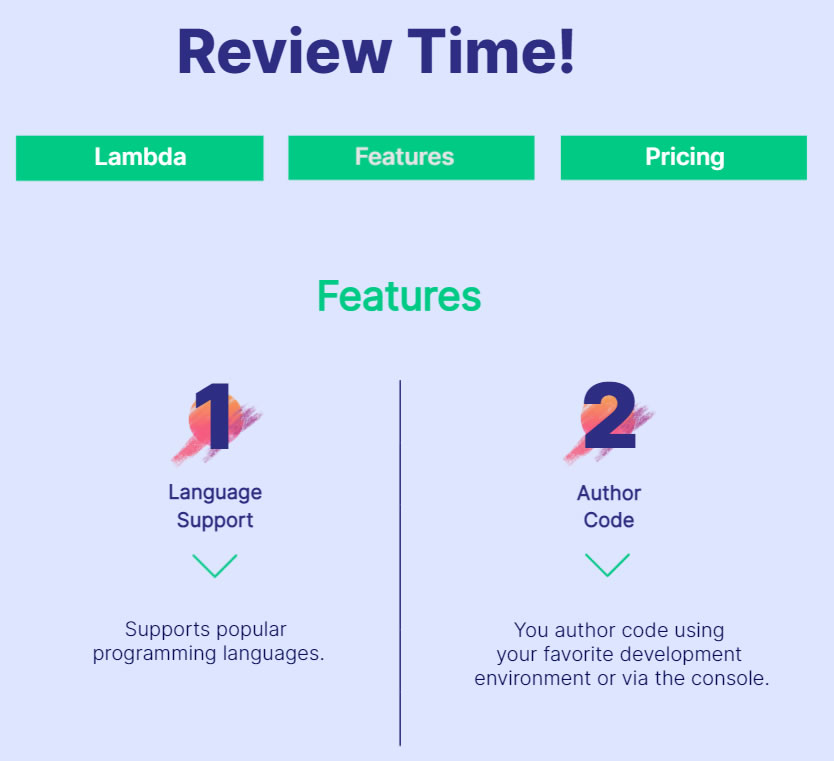 Review Time!
Lambda
Features
Pricing
Features
1
Language
Support
Supports popular
programming languages.
2
Author
Code
You author code using
your favorite development
environment or via the console.